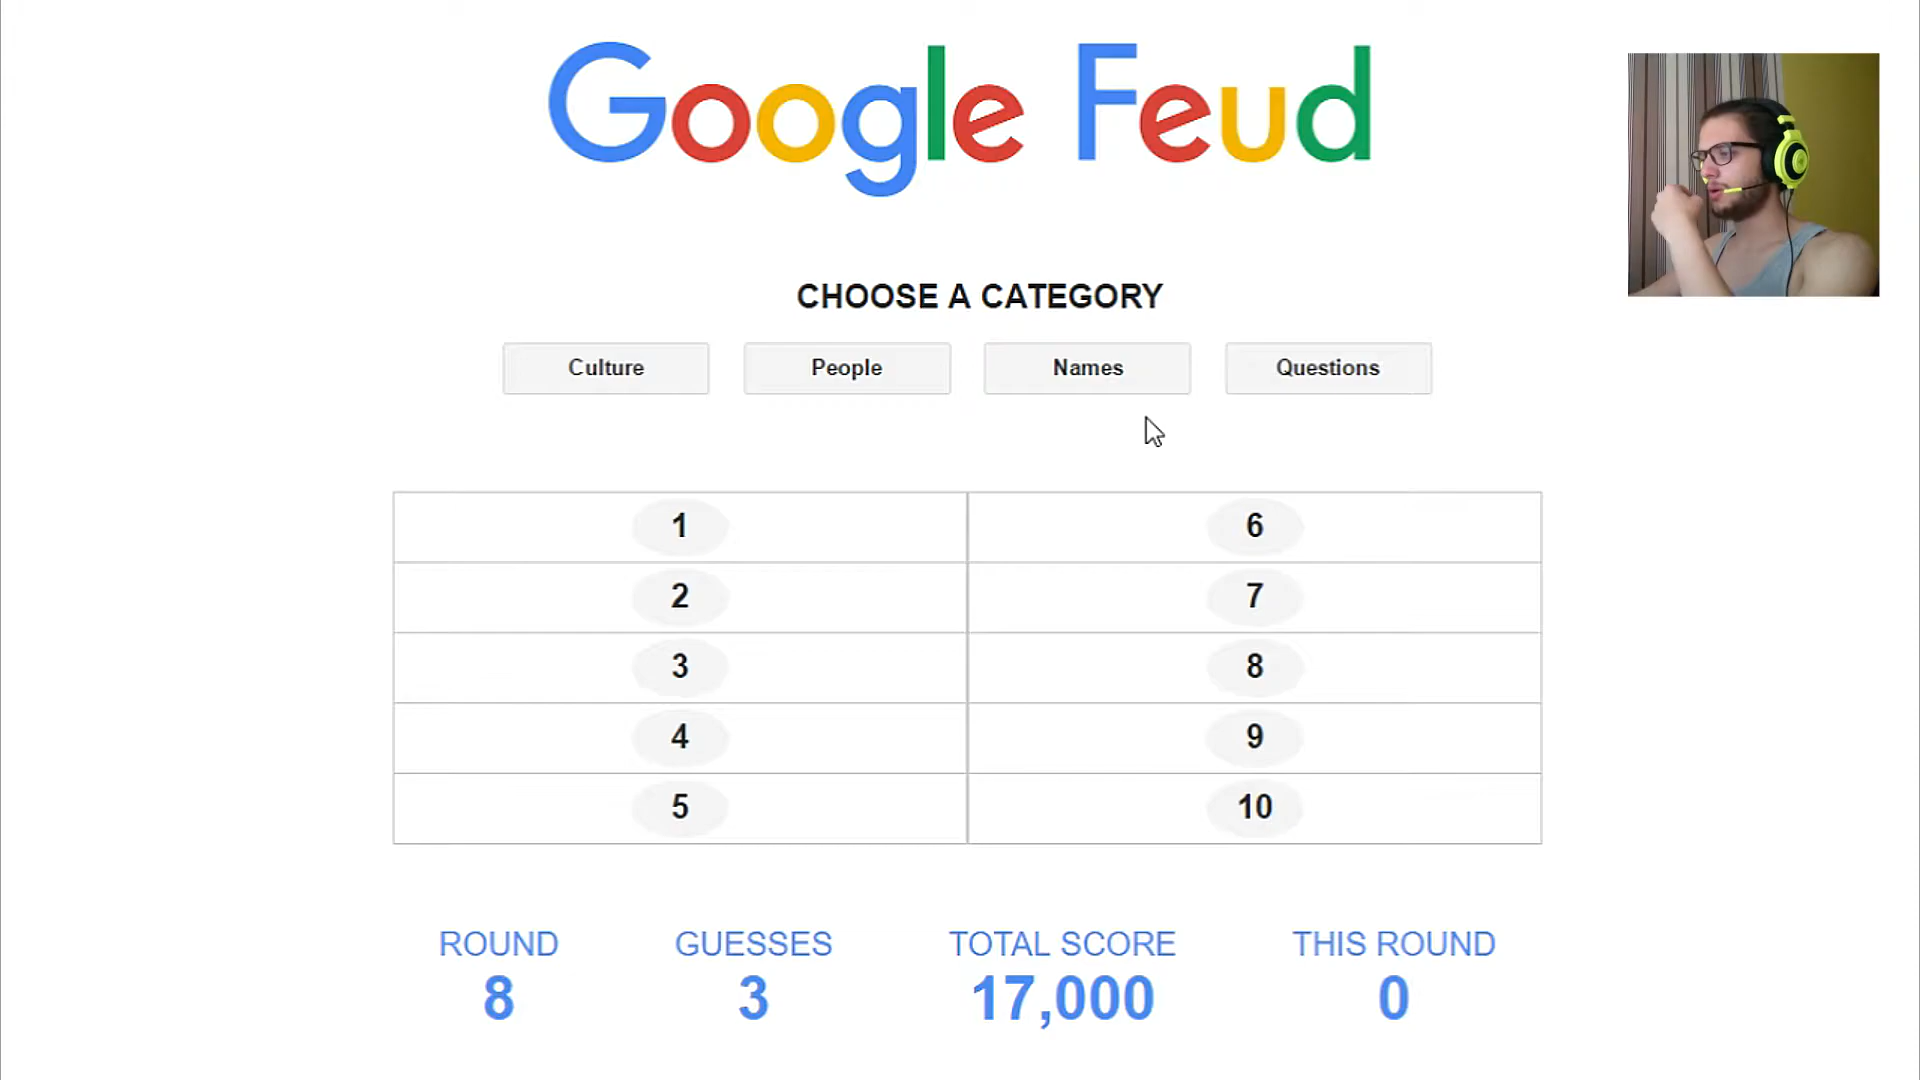 Google Feud
CHOOSE A CATEGORY
Culture People Names Questions
1 6
2 7
3 8
4 9
5 10
ROUND GUESSES TOTAL SCORE THIS ROUND
8 3 17,000 0